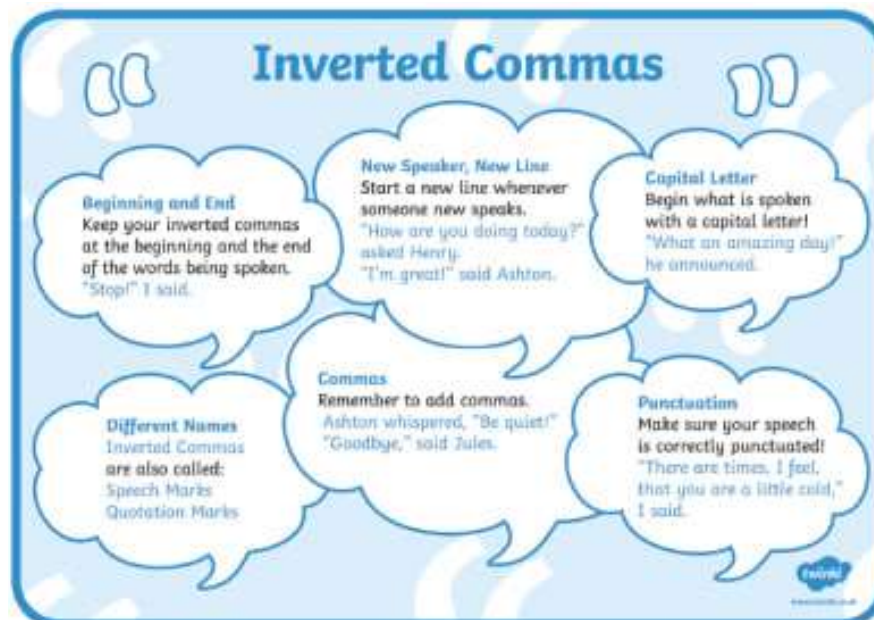 Inverted Commas
Beginning and End
Keep your inverted commas
at the beginning and the end
of the words being spoken.
"Stop!" I said.
New Speaker, New Line
Start a new line whenever
someone new speaks.
"How are you doing today?"
asked Henry.
"I'm great!" said Ashton.
Capital Letter
Begin what is spoken
with a capital letter!
"What an amazing day!"
he announced.
Different Names
Inverted Commas
are also called:
Speech Marks
Quotation Marks
Commas
Remember to add commas.
Ashton whispered, "Be quiet!"
"Goodbye," said Jules.
Punctuation
Make sure your speech
is correctly punctuated!
"There are times, I feel,
that you are a little cold,"
I said.
twinkl